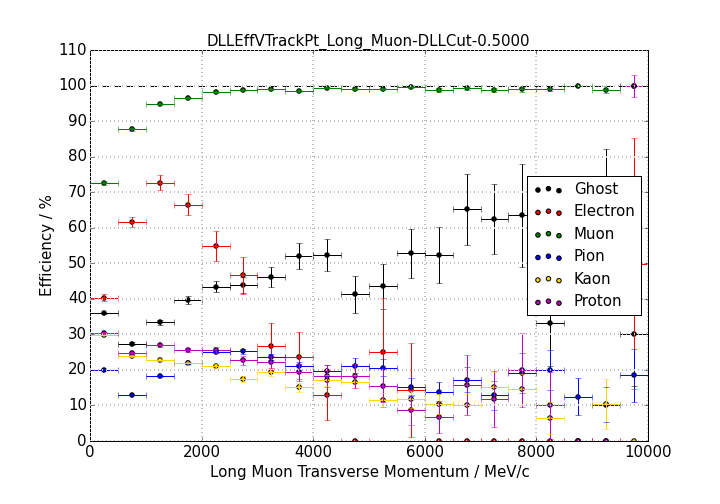 DLLEffVTrackPt_Long_Muon-DLLCut-0.5000
110
100
90
80
70
60
50
40
30
20
10
0
Efficiency / %
Ghost
Electron
Muon
Pion
Kaon
Proton
0 2000 4000 6000 8000 10000
Long Muon Transverse Momentum / MeV/c